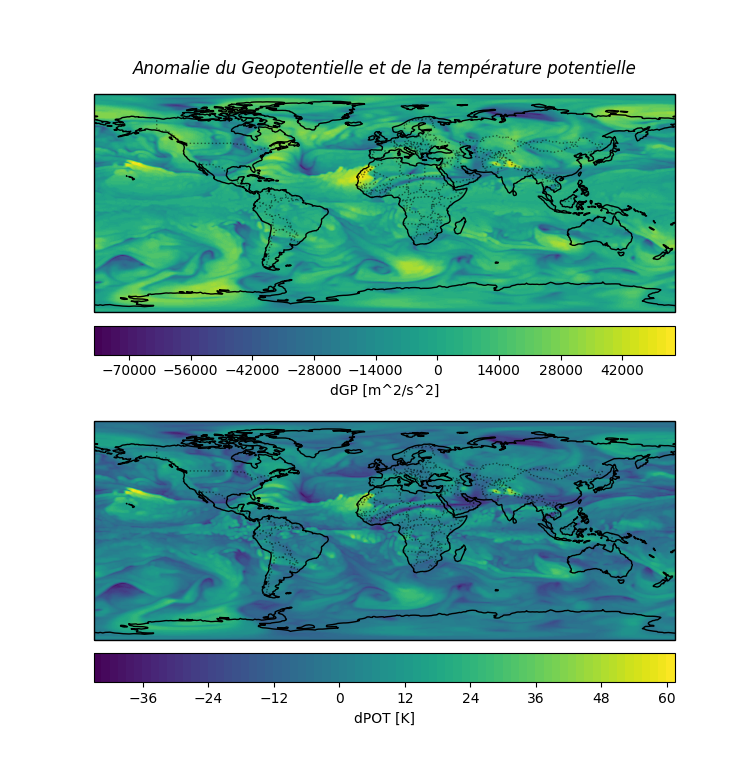 Anomalie du Geopotentielle et de la température potentielle
−70000 −56000 −42000 −28000 −14000 0 14000 28000 42000
dGP [m^2/s^2]
−36 −24 −12 0 12 24 36 48 60
dPOT [K]